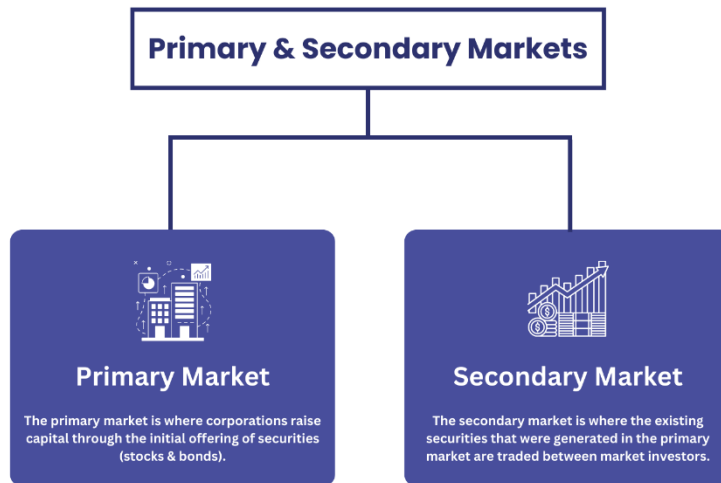 Primary & Secondary Markets
Primary Market
The primary market is where corporations raise
capital through the initial offering of securities
(stocks & bonds).
Secondary Market
The secondary market is where the existing
securities that were generated in the primary
market are traded between market investors.